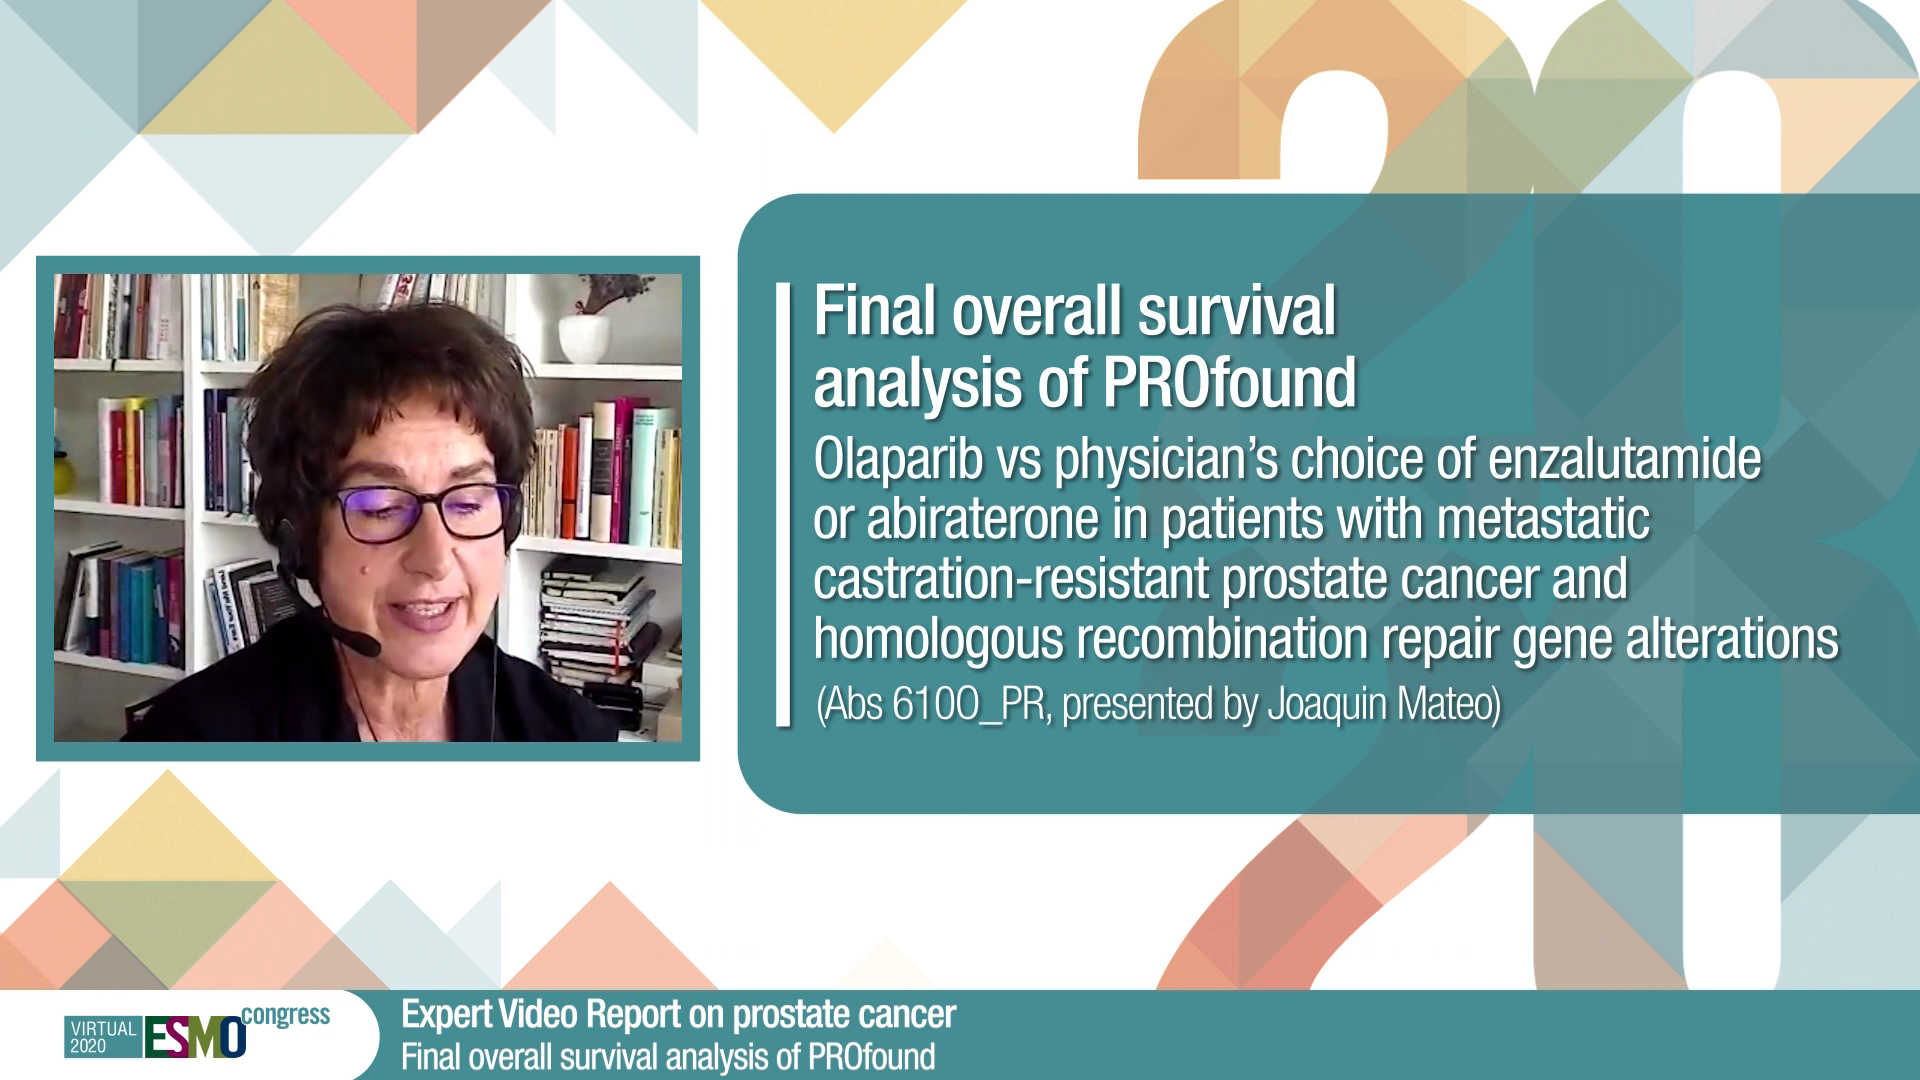 Final overall survival
analysis of PROfound
Olaparib vs physician’s choice of enzalutamide
or abiraterone in patients with metastatic
castration-resistant prostate cancer and
homologous recombination repair gene alterations
(Abs 610O_PR, presented by Joaquin Mateo)
VIRTUAL
2020
ESMO congress
Expert Video Report on prostate cancer
Final overall survival analysis of PROfound